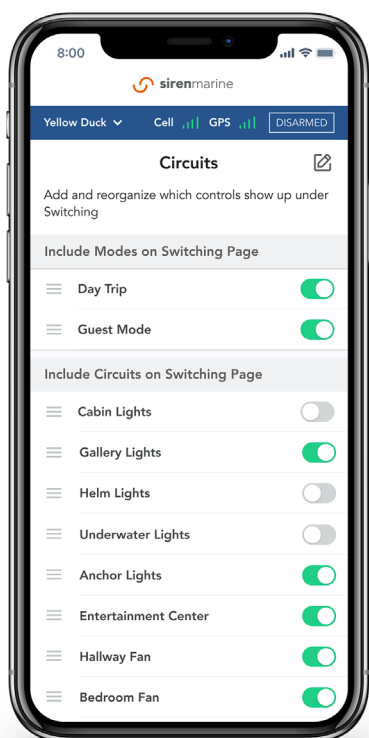 8:00
sirenmarine
Yellow Duck Cell GPS DISARMED
Circuits
Add and reorganize which controls show up under
Switching
Include Modes on Switching Page
Day Trip
Guest Mode
Include Circuits on Switching Page
Cabin Lights
Gallery Lights
Helm Lights
Underwater Lights
Anchor Lights
Entertainment Center
Hallway Fan
Bedroom Fan